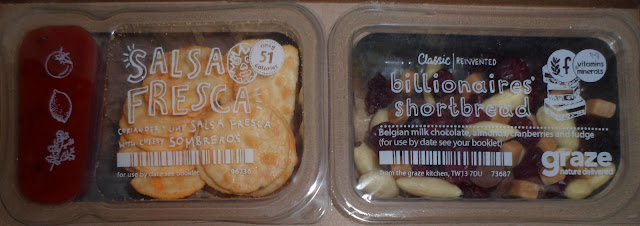 SALSA
FRESCA
only
51
calories!
CORIANDER & LIME SALSA FRESCA
WITH CHEESY SOMBREROS
for use by date see booklet
Classic REINVENTED
billionaires'
shortbread
f
vitamins
minerals
Belgian milk chocolate, almonds, cranberries and fudge
(for use by date see your booklet)
graze
nature delivered
from the graze kitchen, TW13 7DU 73687